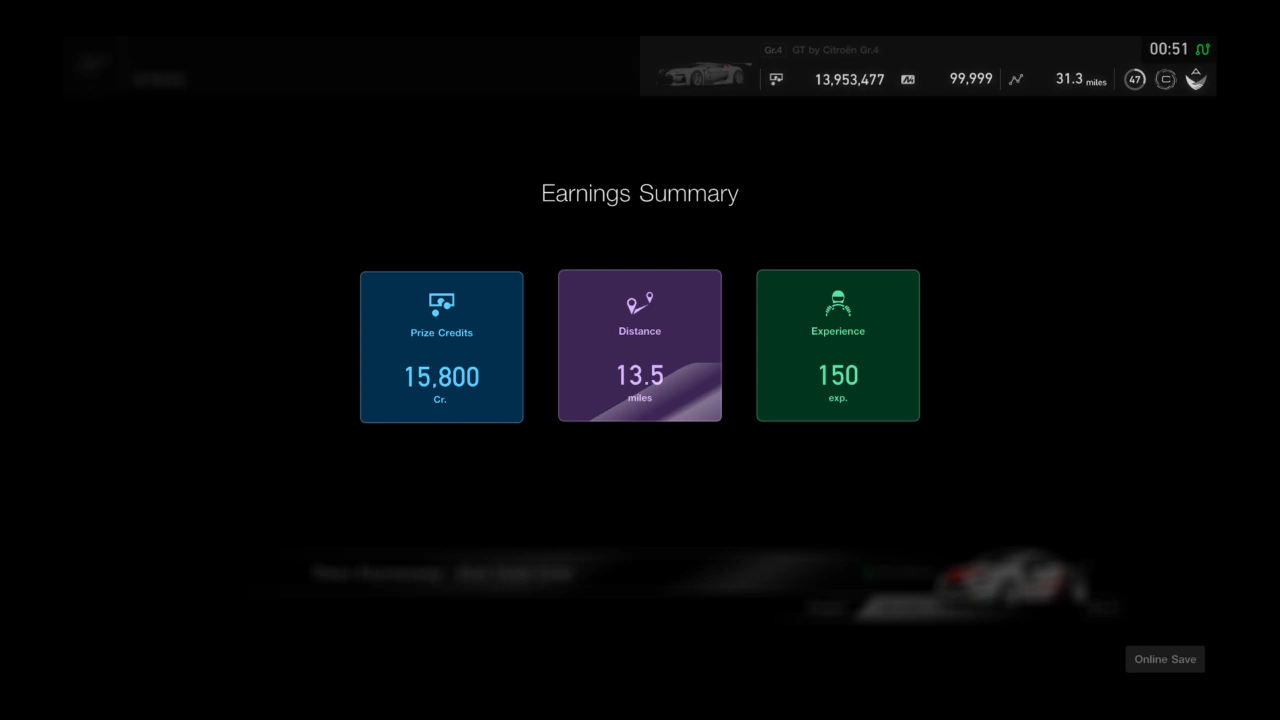 Gr.4 GT by Citroën Gr.4
00:51
13,953,477 99,999 31.3 miles 47
Earnings Summary
Prize Credits
15,800
Cr.
Distance
13.5
miles
Experience
150
exp.
Online Save